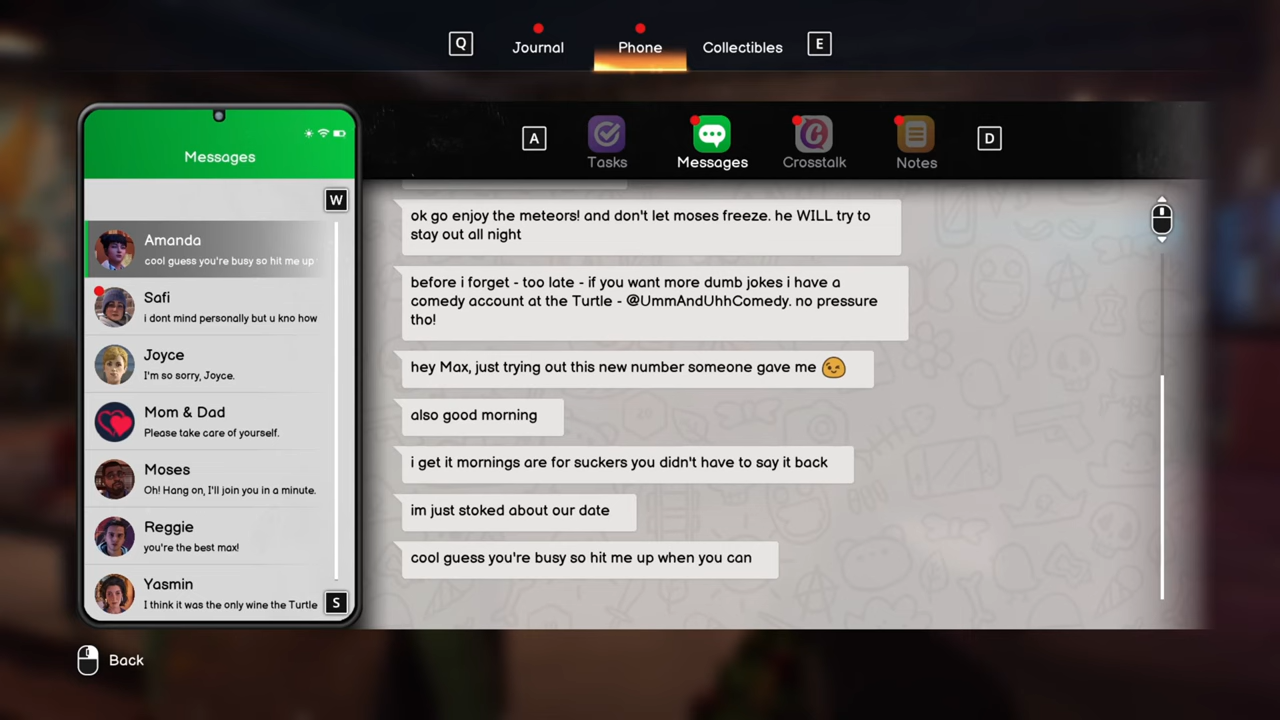 Q
Journal
Phone
Collectibles
E
Messages
W
Amanda
cool guess you're busy so hit me up
Safi
i dont mind personally but u kno how
Joyce
I'm so sorry, Joyce.
Mom & Dad
Please take care of yourself.
Moses
Oh! Hang on, I'll join you in a minute.
Reggie
you're the best max!
Yasmin
I think it was the only wine the Turtle
S
A
Tasks
Messages
Crosstalk
Notes
D
ok go enjoy the meteors! and don't let moses freeze. he WILL try to
stay out all night
before i forget - too late - if you want more dumb jokes i have a
comedy account at the Turtle - @UmmAndUhhComedy. no pressure
tho!
hey Max, just trying out this new number someone gave me
also good morning
i get it mornings are for suckers you didn't have to say it back
im just stoked about our date
cool guess you're busy so hit me up when you can
Back